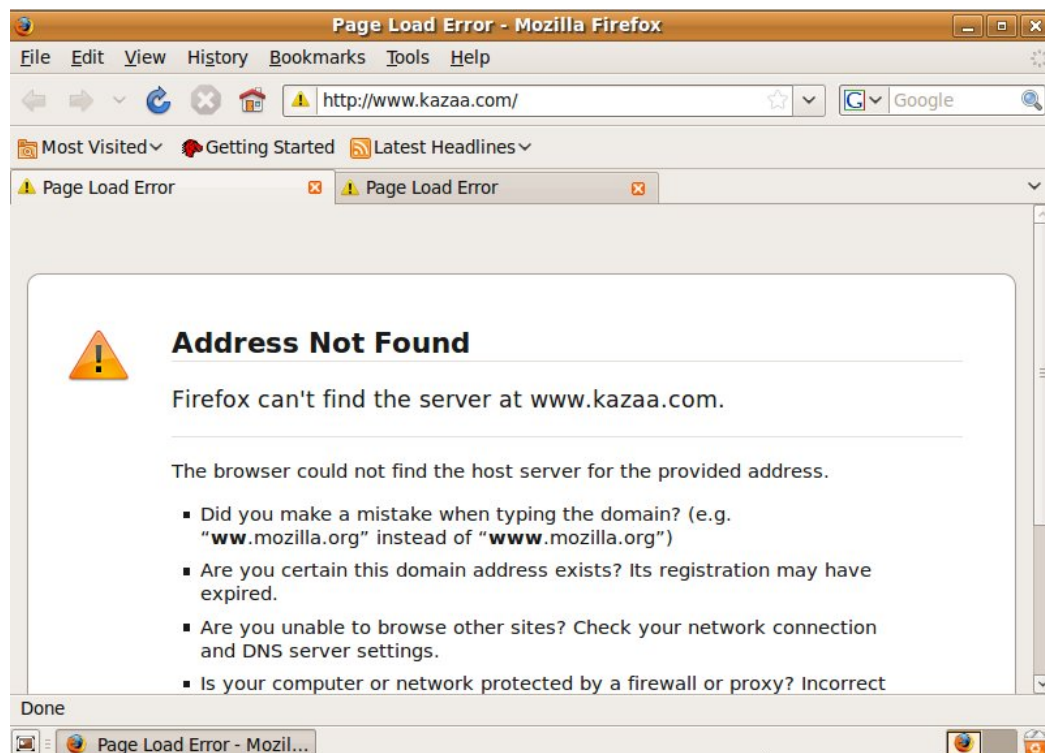 Page Load Error - Mozilla Firefox
File Edit View History Bookmarks Tools Help
http://www.kazaa.com/ G Google
Most Visited Getting Started Latest Headlines
Page Load Error Page Load Error
Address Not Found
Firefox can't find the server at www.kazaa.com.
The browser could not find the host server for the provided address.
▪ Did you make a mistake when typing the domain? (e.g.
“ww.mozilla.org” instead of “www.mozilla.org”)
▪ Are you certain this domain address exists? Its registration may have
expired.
▪ Are you unable to browse other sites? Check your network connection
and DNS server settings.
▪ Is your computer or network protected by a firewall or proxy? Incorrect
Done
Page Load Error - Mozil...